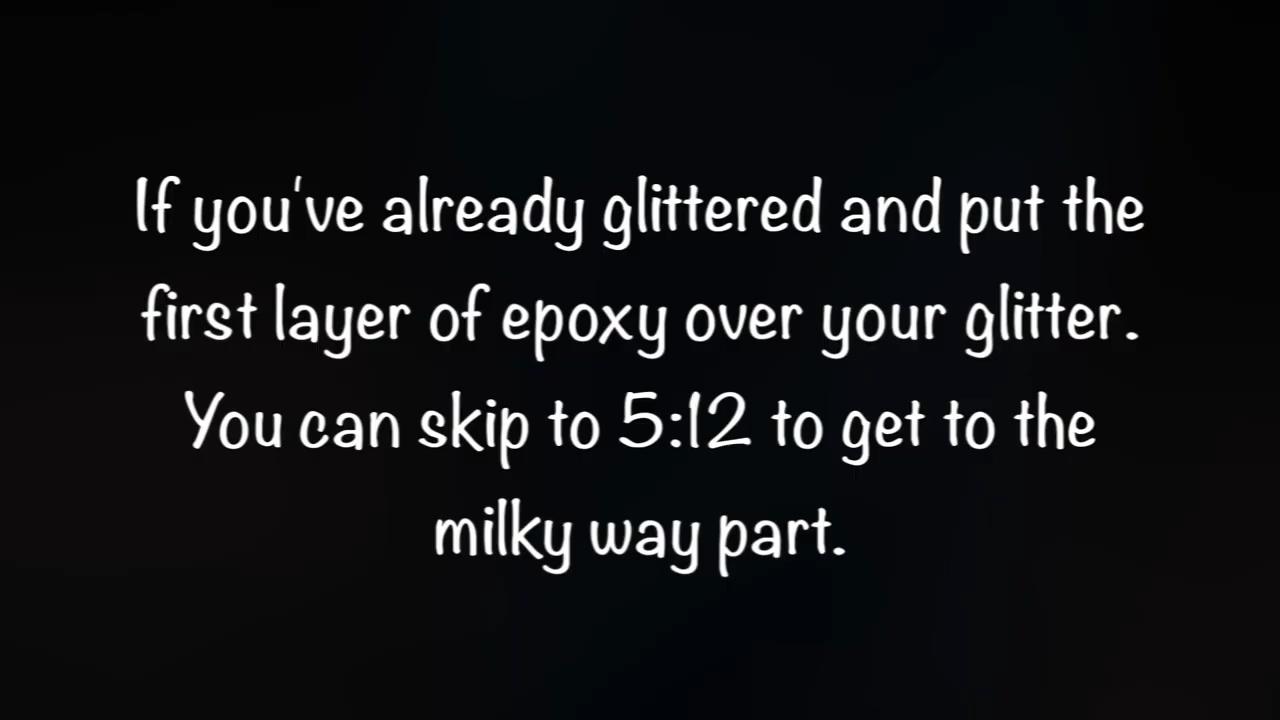 If you've already glittered and put the
first layer of epoxy over your glitter.
You can skip to 5:12 to get to the
milky way part.